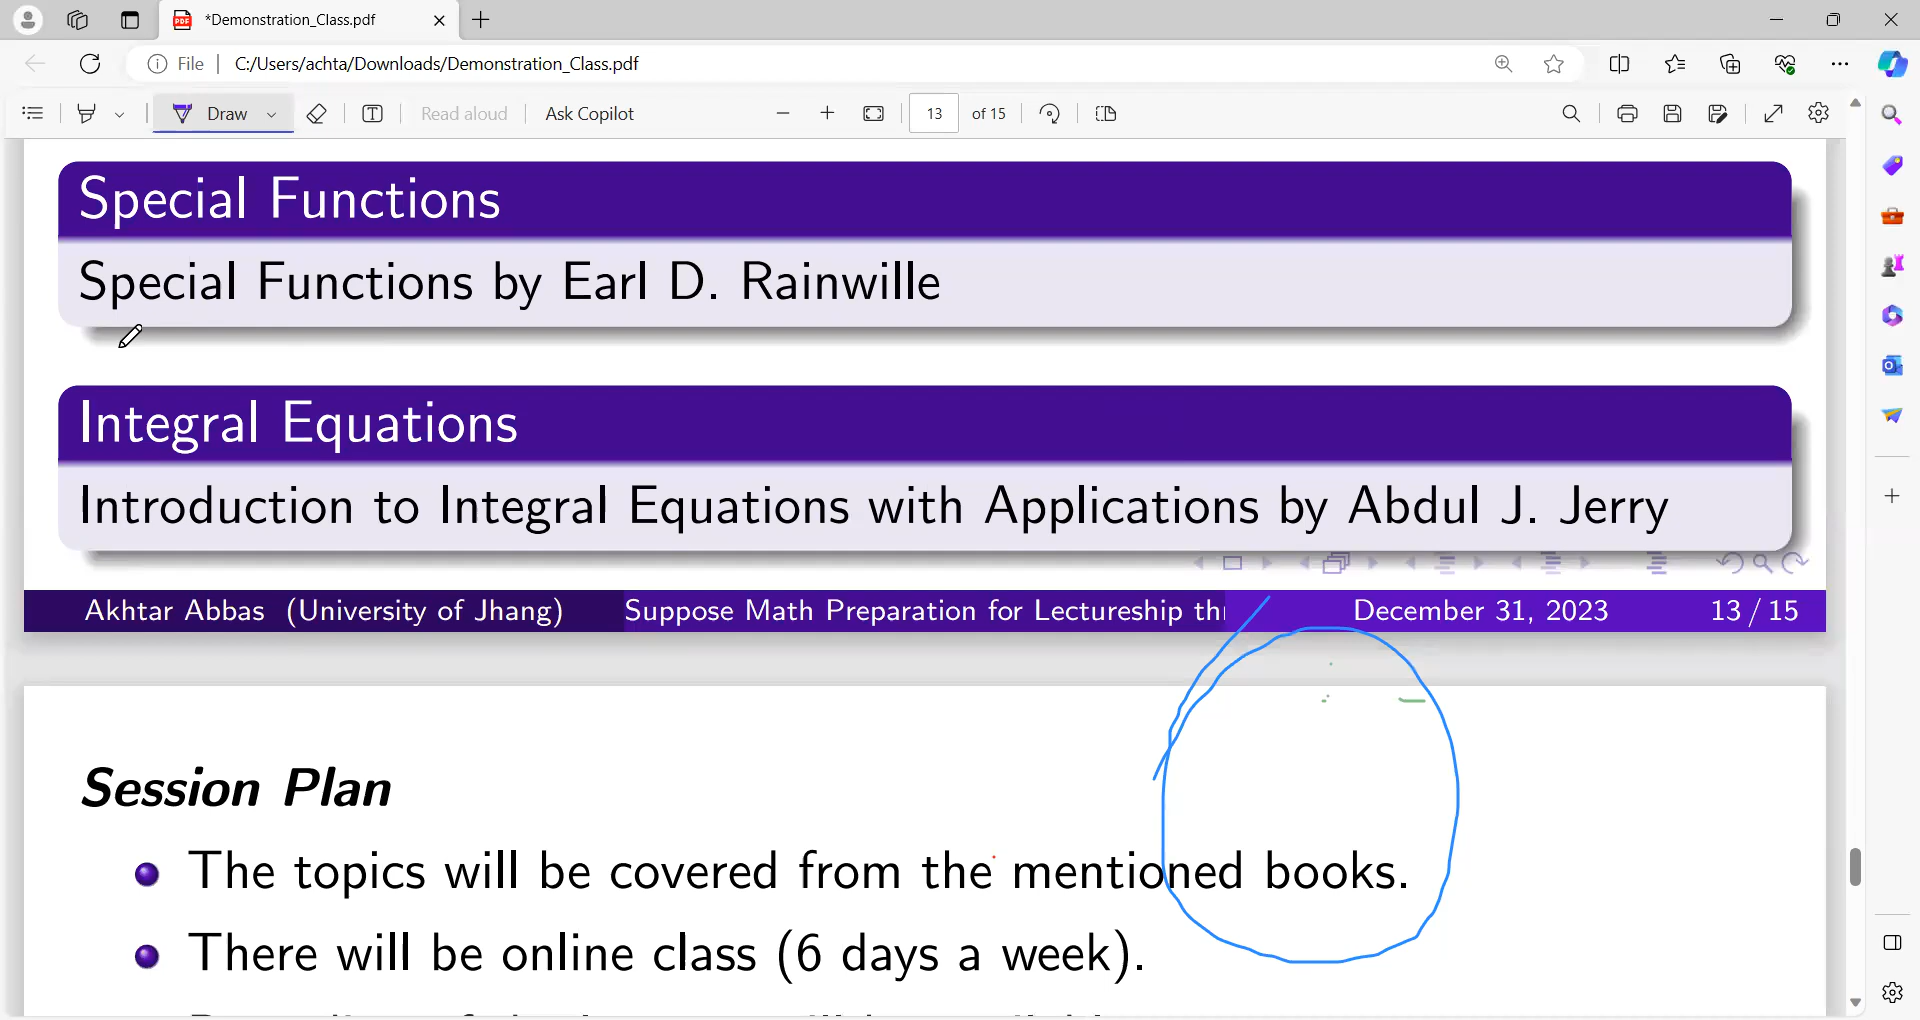 *Demonstration_Class.pdf
File
C:/Users/achta/Downloads/Demonstration_Class.pdf
Draw
Read aloud
Ask Copilot
13
of 15
Special Functions
Special Functions by Earl D. Rainwille
Integral Equations
Introduction to Integral Equations with Applications by Abdul J. Jerry
Akhtar Abbas (University of Jhang)
Suppose Math Preparation for Lectureship thr
December 31, 2023
13 / 15
Session Plan
The topics will be covered from the mentioned books.
There will be online class (6 days a week).